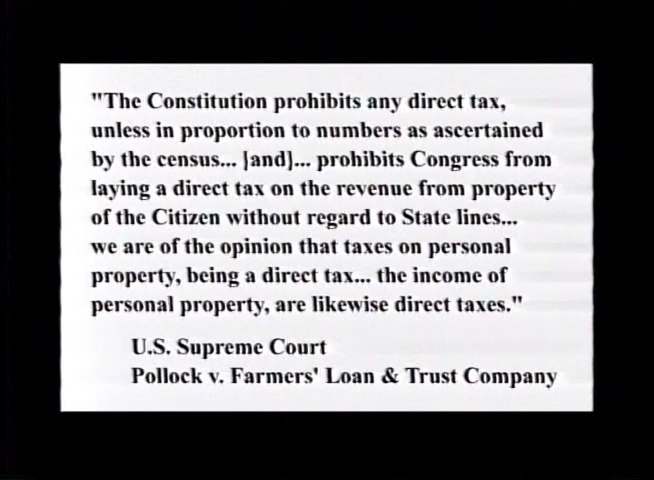 "The Constitution prohibits any direct tax,
unless in proportion to numbers as ascertained
by the census... [and]... prohibits Congress from
laying a direct tax on the revenue from property
of the Citizen without regard to State lines...
we are of the opinion that taxes on personal
property, being a direct tax... the income of
personal property, are likewise direct taxes."
U.S. Supreme Court
Pollock v. Farmers' Loan & Trust Company